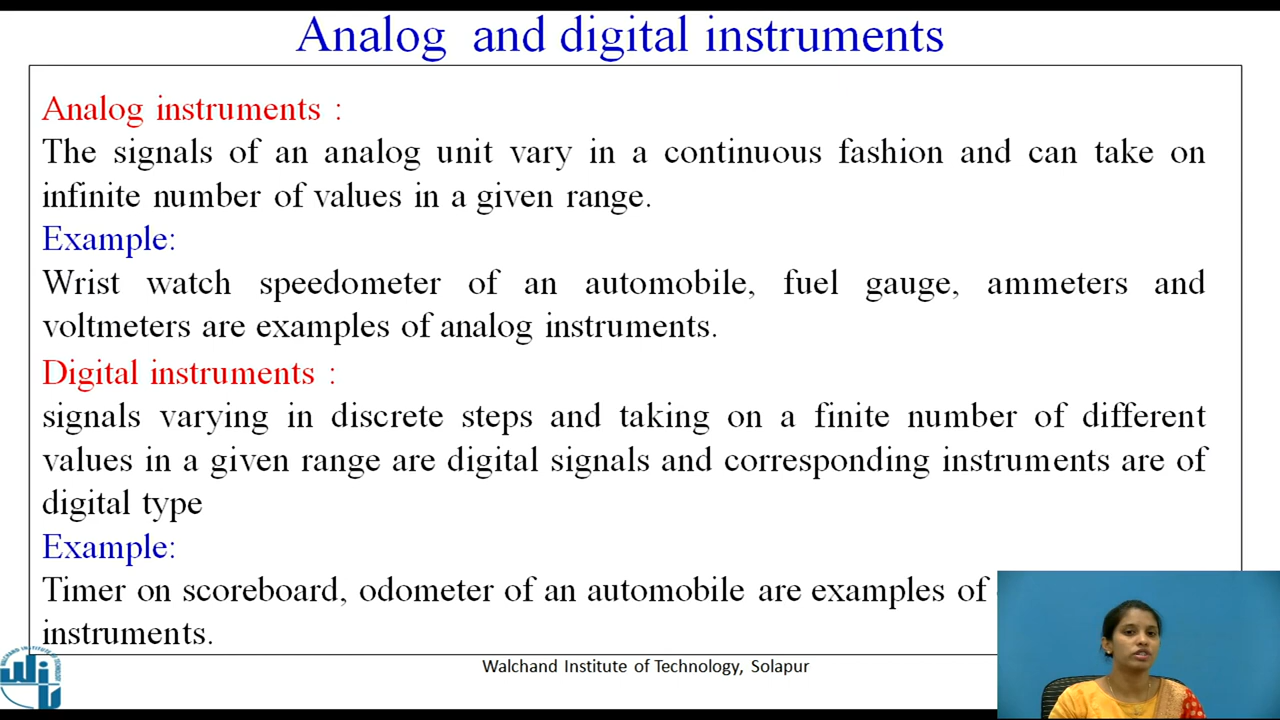 Analog and digital instruments
Analog instruments :
The signals of an analog unit vary in a continuous fashion and can take on
infinite number of values in a given range.
Example:
Wrist watch speedometer of an automobile, fuel gauge, ammeters and
voltmeters are examples of analog instruments.
Digital instruments :
signals varying in discrete steps and taking on a finite number of different
values in a given range are digital signals and corresponding instruments are of
digital type
Example:
Timer on scoreboard, odometer of an automobile are examples of
instruments.
Walchand Institute of Technology, Solapur